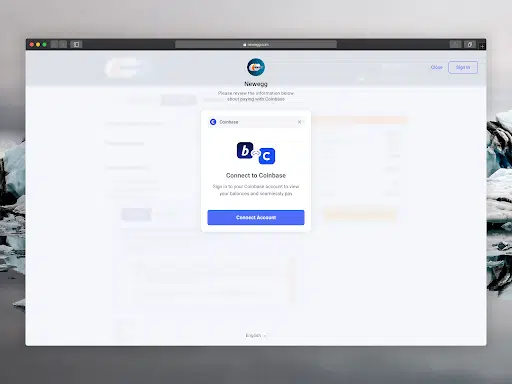 newegg.com
Newegg
Close
Sign In
Please review the information below
about paying with Coinbase
Coinbase
b
C
Connect to Coinbase
Sign in to your Coinbase account to view
your balances and seamlessly pay
Connect Account
English